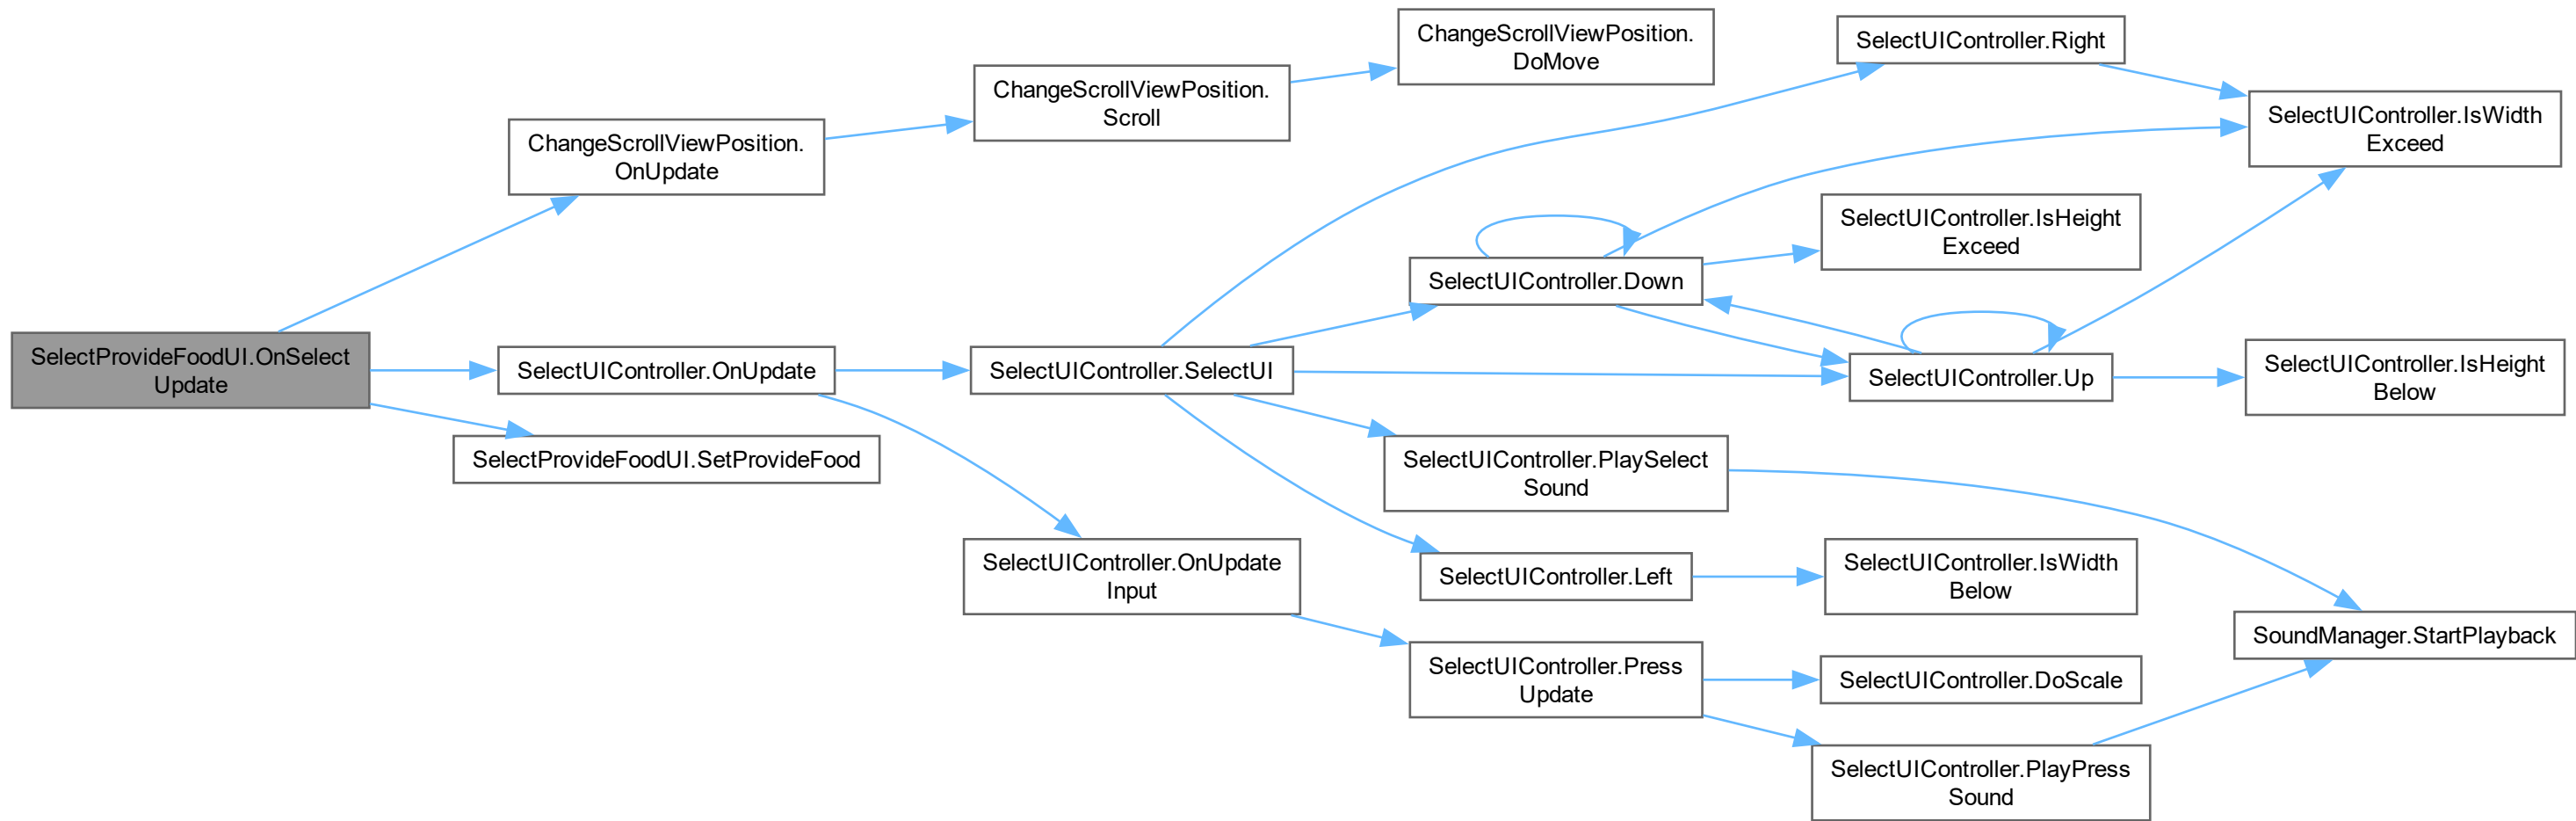 SelectProvideFoodUI.OnSelect
Update
ChangeScrollViewPosition.
OnUpdate
SelectUIController.OnUpdate
SelectProvideFoodUI.SetProvideFood
ChangeScrollViewPosition.
Scroll
SelectUIController.SelectUI
SelectUIController.OnUpdate
Input
ChangeScrollViewPosition.
DoMove
SelectUIController.Down
SelectUIController.PlaySelect
Sound
SelectUIController.Left
SelectUIController.Press
Update
SelectUIController.Right
SelectUIController.IsHeight
Exceed
SelectUIController.Up
SelectUIController.IsWidth
Below
SelectUIController.DoScale
SelectUIController.PlayPress
Sound
SelectUIController.IsWidth
Exceed
SelectUIController.IsHeight
Below
SoundManager.StartPlayback